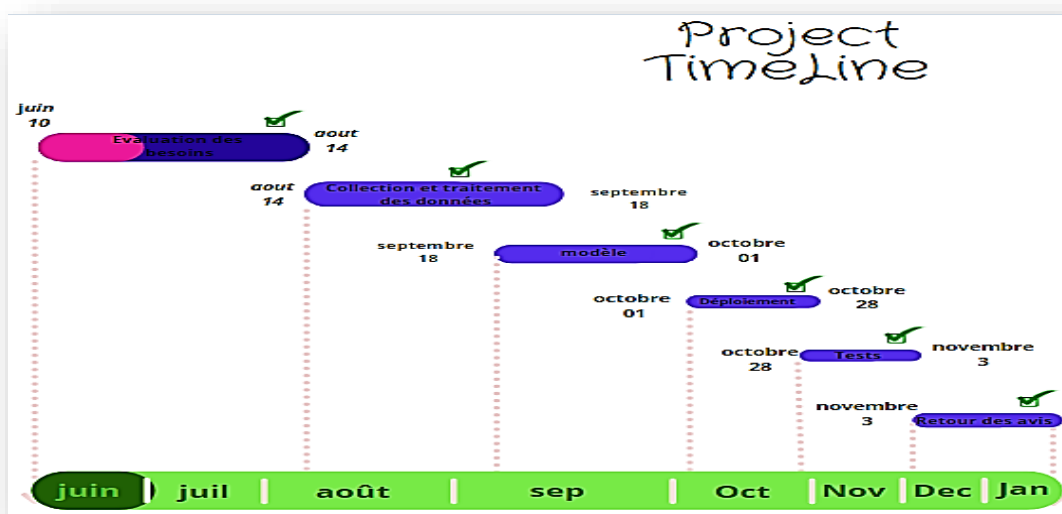 Project
TimeLine
juin
10
Evaluation des
besoins
aout
14
aout
14
Collection et traitement
des données
septembre
18
septembre
18
modèle
octobre
01
octobre
01
Déploiement
octobre
28
octobre
28
Tests
novembre
3
novembre
3
Retour des avis
juin juil août sep Oct Nov Dec Jan